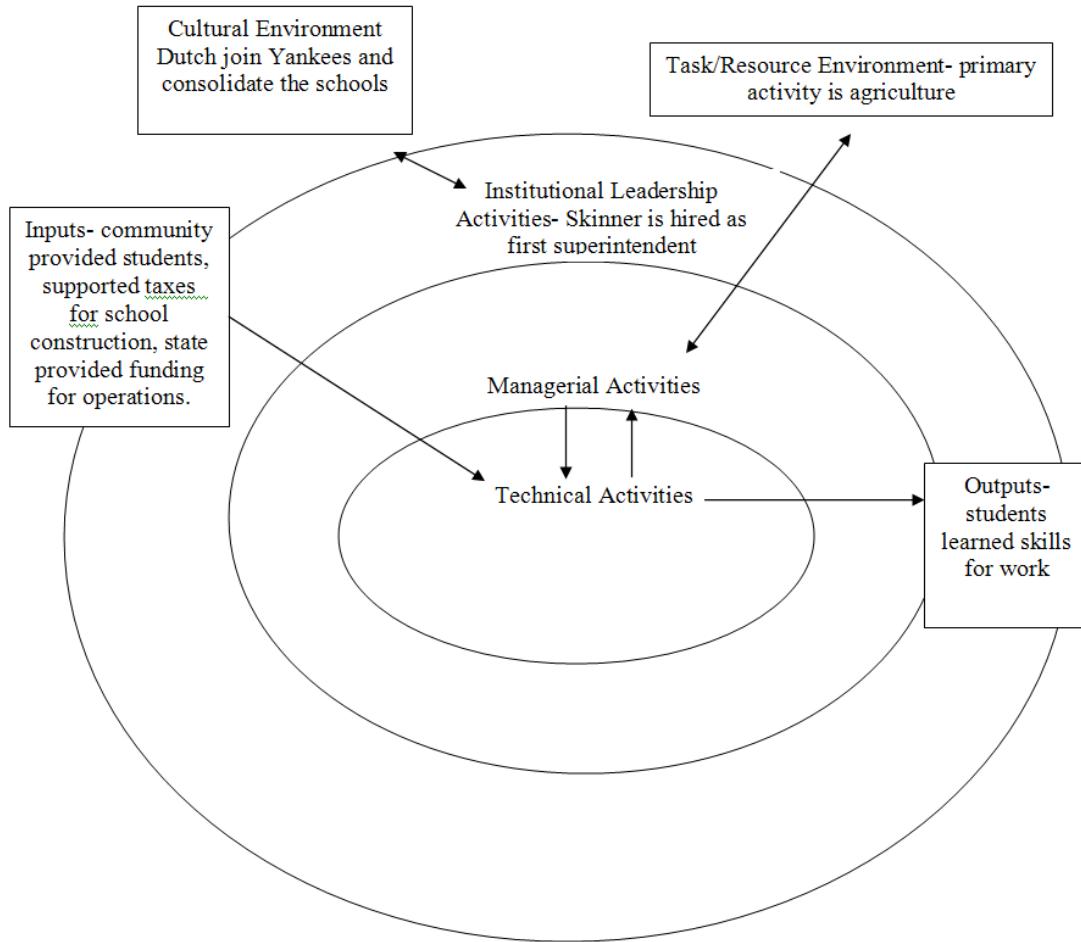 Cultural Environment
Dutch join Yankees and
consolidate the schools
Task/Resource Environment- primary
activity is agriculture
Institutional Leadership
Activities- Skinner is hired as
first superintendent
Inputs- community
provided students,
supported taxes
for school
construction, state
provided funding
for operations.
Managerial Activities
Technical Activities
Outputs-
students
learned skills
for work